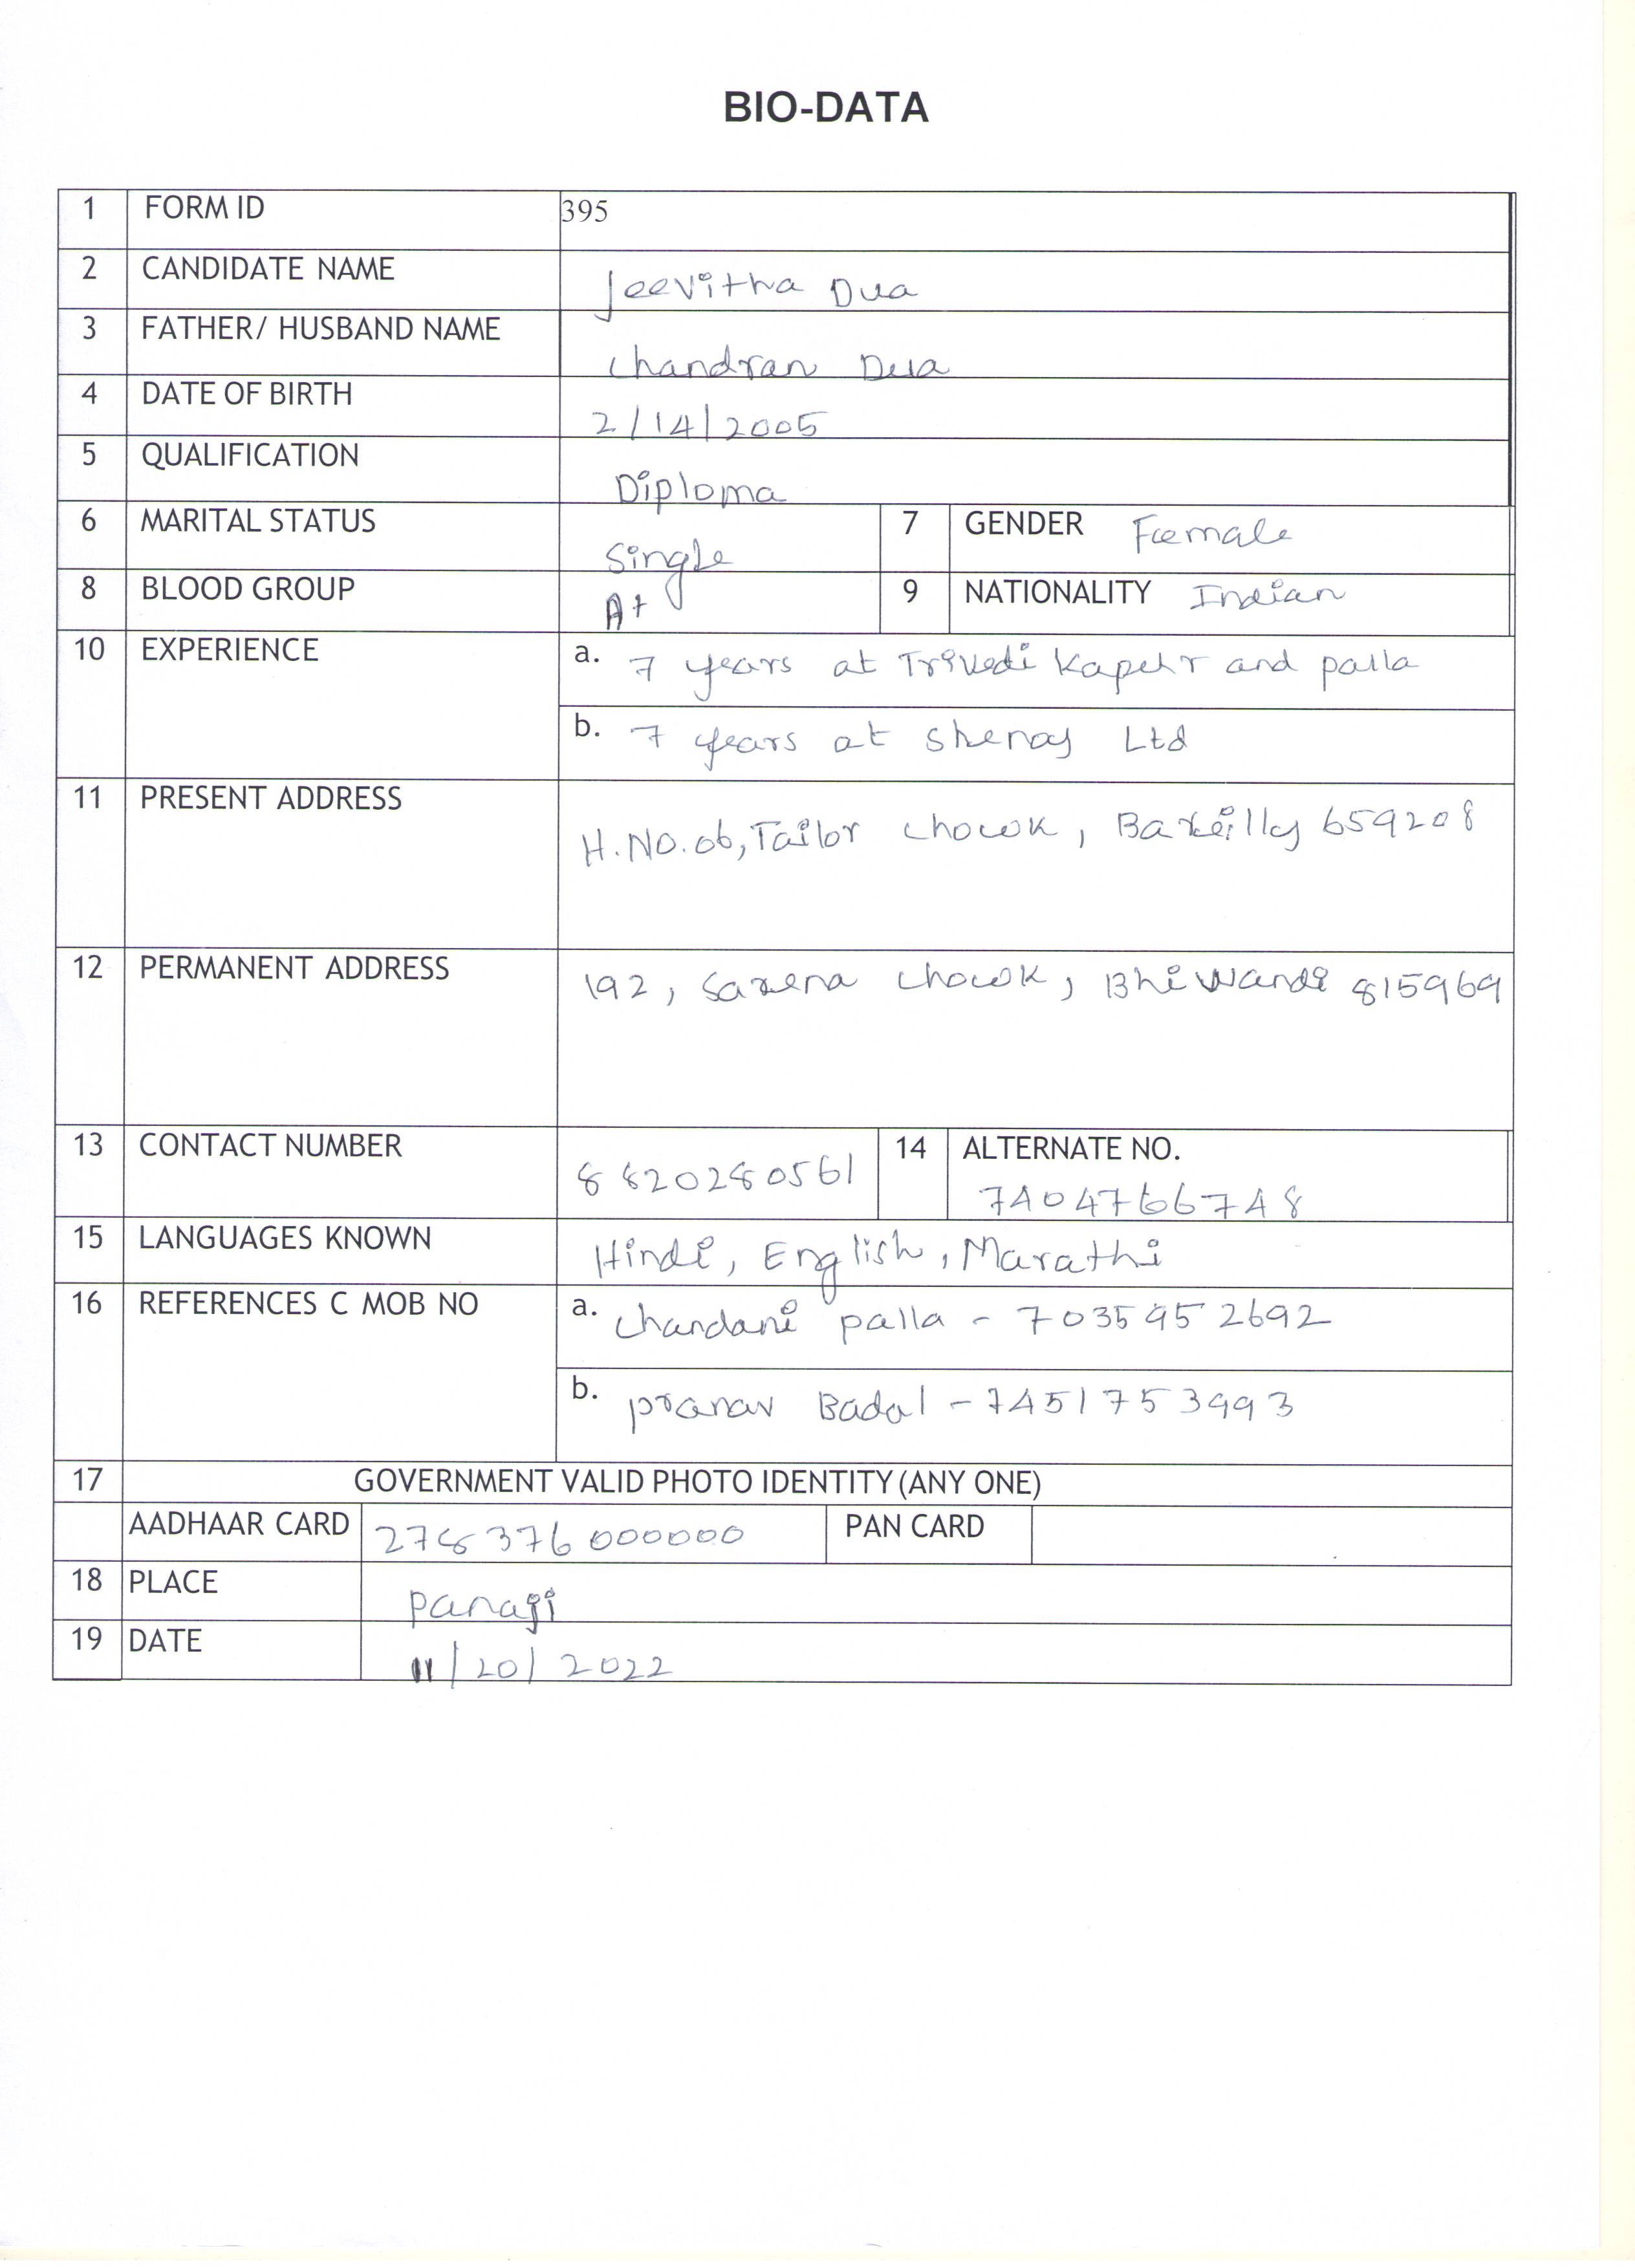 BIO-DATA
1 FORM ID 395
2 CANDIDATE NAME Jeevitha Dua
3 FATHER/ HUSBAND NAME Chandran Dua
4 DATE OF BIRTH 2/14/2005
5 QUALIFICATION Diploma
6 MARITAL STATUS Single 7 GENDER Female
8 BLOOD GROUP A+ 9 NATIONALITY Indian
10 EXPERIENCE a. 7 years at Trivedi Kapehr and palla
b. 7 years at Shenoy Ltd
11 PRESENT ADDRESS H.NO.06, Tailor chowk, Bareilly 659208
12 PERMANENT ADDRESS 192, Saxena chowk, Bhiwandi 815969
13 CONTACT NUMBER 8820280561 14 ALTERNATE NO.
7404766748
15 LANGUAGES KNOWN Hindi, English, Marathi
16 REFERENCES C MOB NO a. Chandani palla - 7035952692
b. pranav Badal - 7451753993
17 GOVERNMENT VALID PHOTO IDENTITY (ANY ONE)
AADHAAR CARD 278376000000 PAN CARD
18 PLACE Panaji
19 DATE 11/20/2022